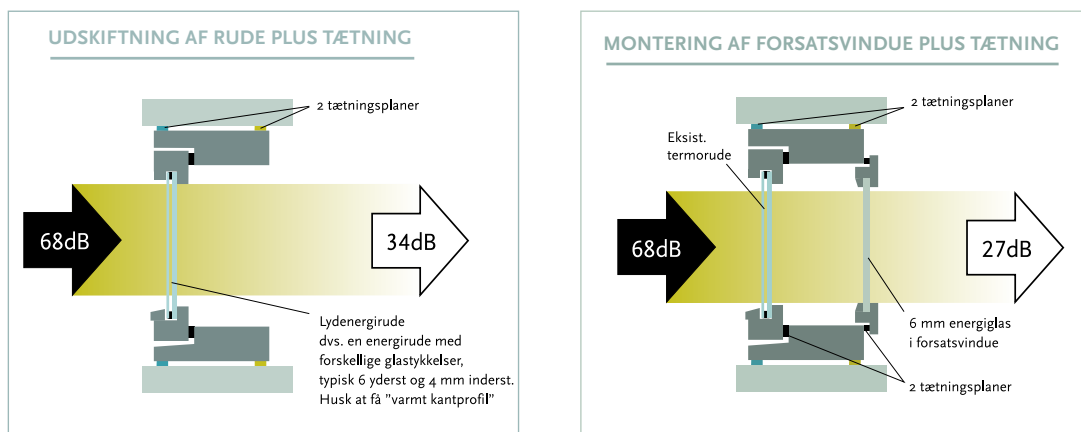 UDSKIFTNING AF RUDE PLUS TÆTNING
2 tætningsplaner
68dB
34dB
Lydenergirude
dvs. en energirude med
forskellige glastykkelser,
typisk 6 yderst og 4 mm inderst.
Husk at få ”varmt kantprofil”
MONTERING AF FORSATSVINDUE PLUS TÆTNING
2 tætningsplaner
Eksist.
termorude
68dB
27dB
6 mm energiglas
i forsatsvindue
2 tætningsplaner